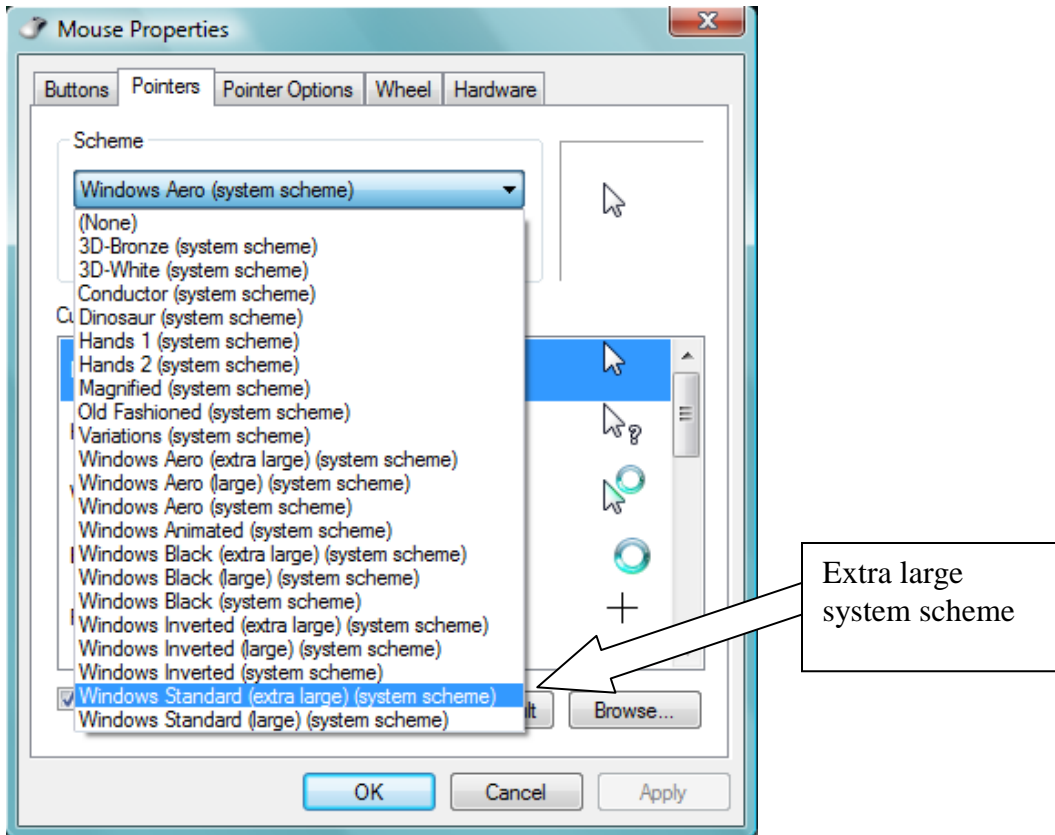 Mouse Properties
Buttons Pointers Pointer Options Wheel Hardware
Scheme
Windows Aero (system scheme)
(None)
3D-Bronze (system scheme)
3D-White (system scheme)
Conductor (system scheme)
Dinosaur (system scheme)
Hands 1 (system scheme)
Hands 2 (system scheme)
Magnified (system scheme)
Old Fashioned (system scheme)
Variations (system scheme)
Windows Aero (extra large) (system scheme)
Windows Aero (large) (system scheme)
Windows Aero (system scheme)
Windows Animated (system scheme)
Windows Black (extra large) (system scheme)
Windows Black (large) (system scheme)
Windows Black (system scheme)
Windows Inverted (extra large) (system scheme)
Windows Inverted (large) (system scheme)
Windows Inverted (system scheme)
Windows Standard (extra large) (system scheme)
Windows Standard (large) (system scheme)
Browse...
OK Cancel Apply
Extra large
system scheme